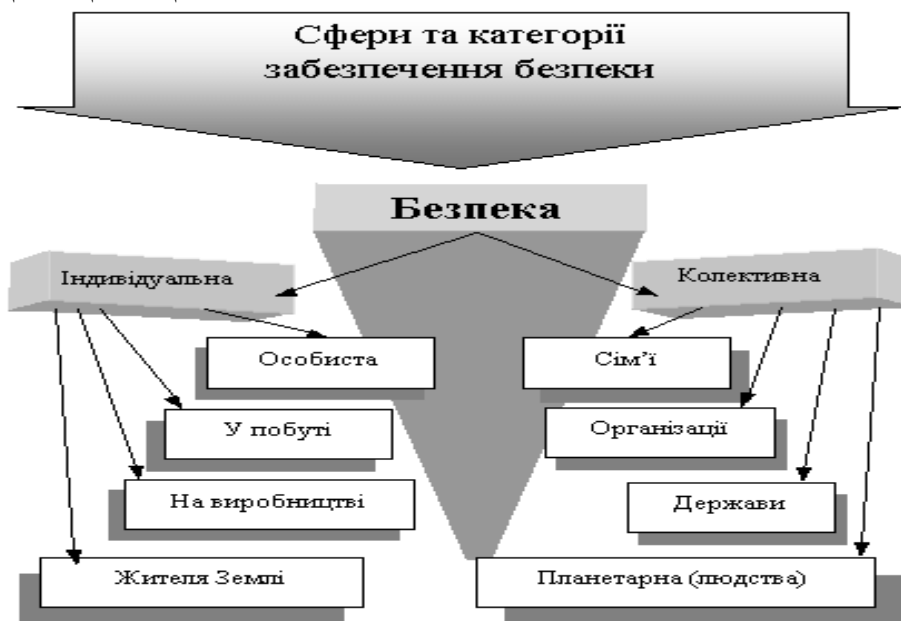 Сфери та категорії
забезпечення безпеки
Безпека
Індивідуальна
Колективна
Особиста
Сім’ї
У побуті
Організації
На виробництві
Держави
Жителя Землі
Планетарна (людства)